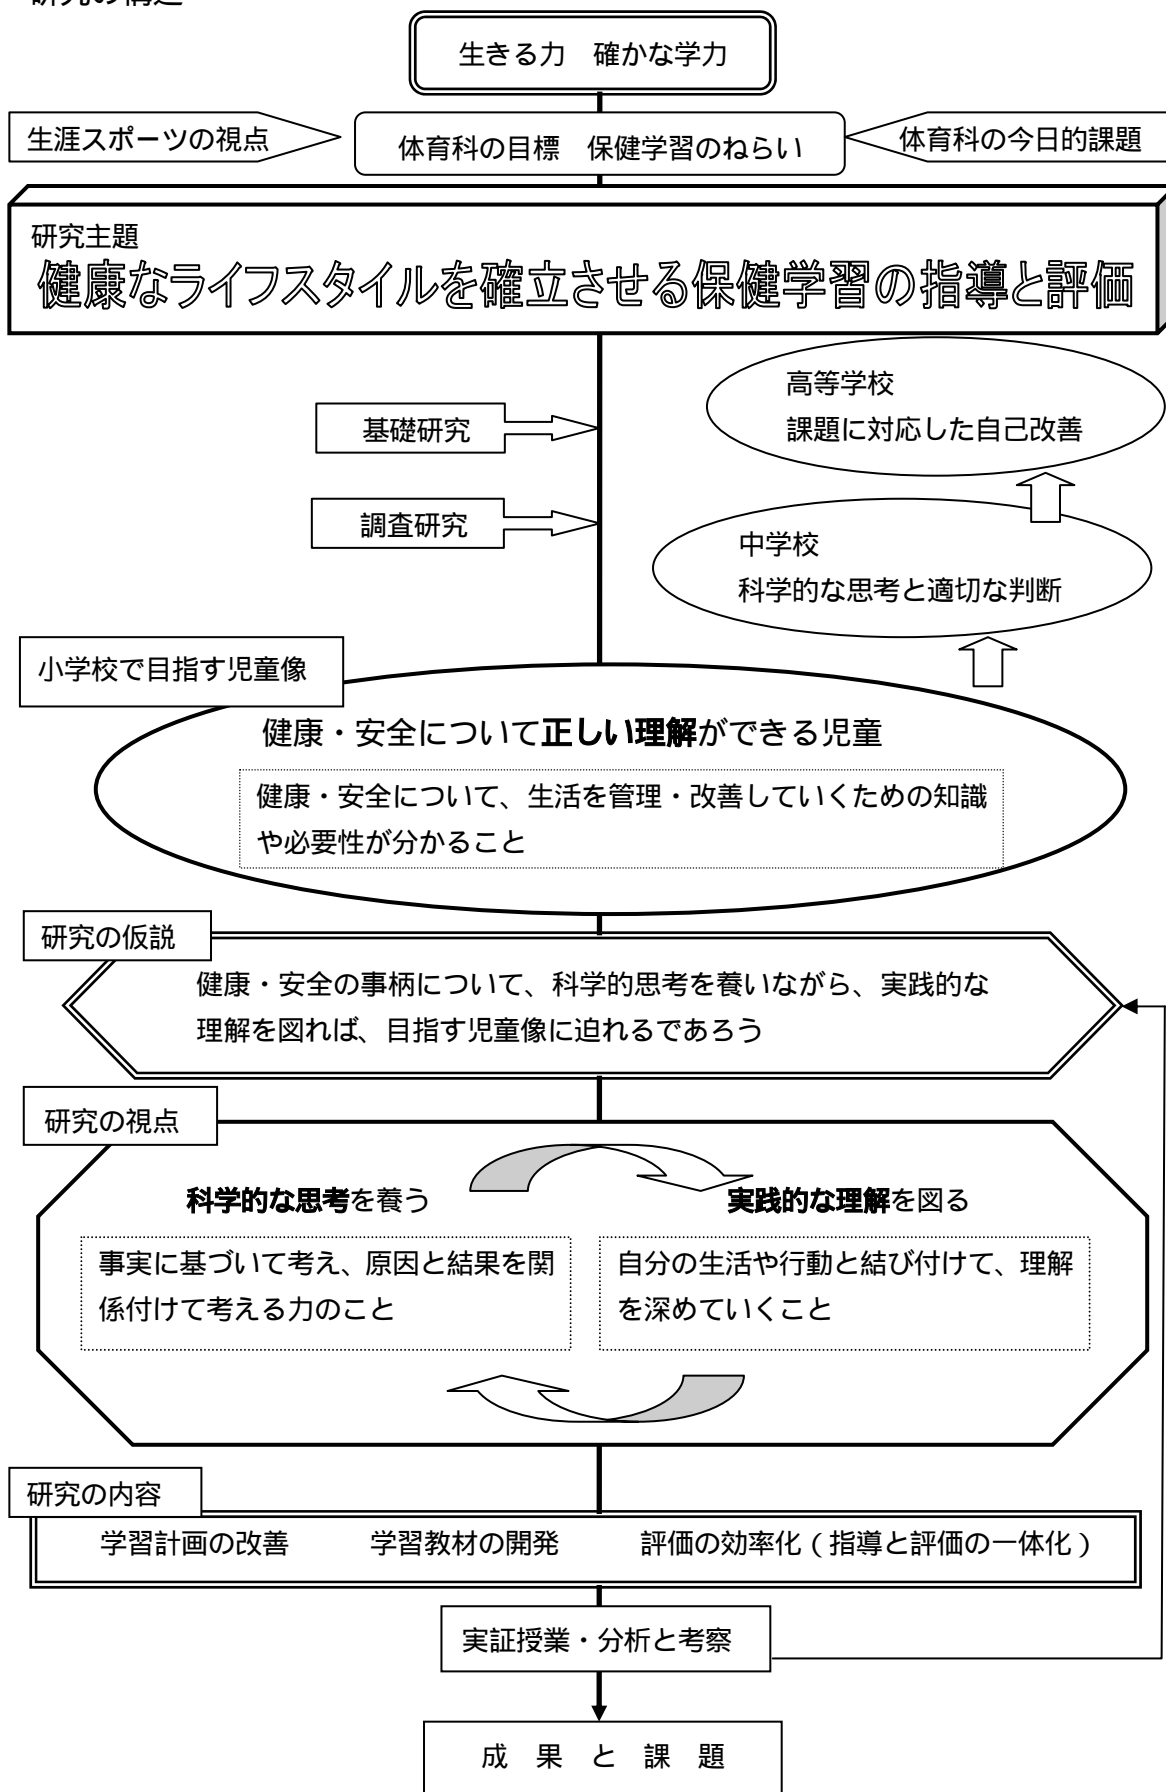 研究の構造
生きる力　確かな学力
生涯スポーツの視点
体育科の目標　保健学習のねらい
体育科の今日的課題
研究主題
健康なライフスタイルを確立させる保健学習の指導と評価
高等学校
課題に対応した自己改善
基礎研究
調査研究
中学校
科学的な思考と適切な判断
小学校で目指す児童像
健康・安全について正しい理解ができる児童
健康・安全について、生活を管理・改善していくための知識
や必要性が分かること
研究の仮説
健康・安全の事柄について、科学的思考を養いながら、実践的な
理解を図れば、目指す児童像に迫れるであろう
研究の視点
科学的な思考を養う
事実に基づいて考え、原因と結果を関
係付けて考える力のこと
実践的な理解を図る
自分の生活や行動と結び付けて、理解
を深めていくこと
研究の内容
学習計画の改善　学習教材の開発　評価の効率化（指導と評価の一体化）
実証授業・分析と考察
成　果　と　課　題